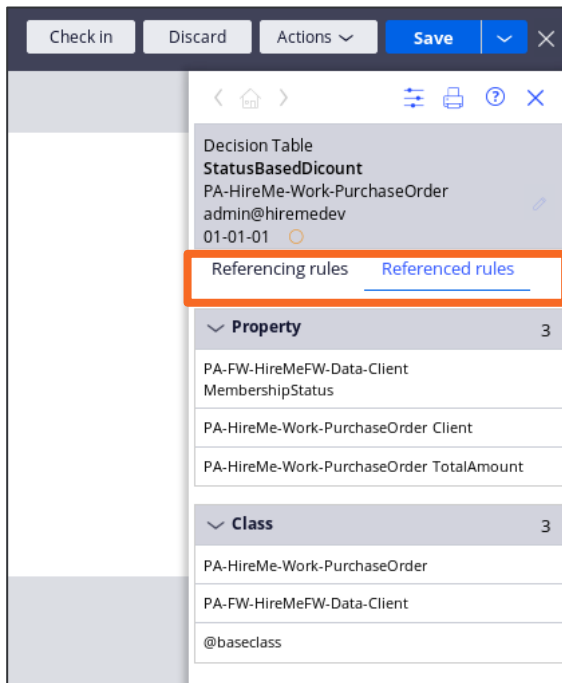 Check in Discard Actions Save
Decision Table
StatusBasedDicount
PA-HireMe-Work-PurchaseOrder
admin@hiremedev
01-01-01
Referencing rules Referenced rules
Property 3
PA-FW-HireMeFW-Data-Client
MembershipStatus
PA-HireMe-Work-PurchaseOrder Client
PA-HireMe-Work-PurchaseOrder TotalAmount
Class 3
PA-HireMe-Work-PurchaseOrder
PA-FW-HireMeFW-Data-Client
@baseclass